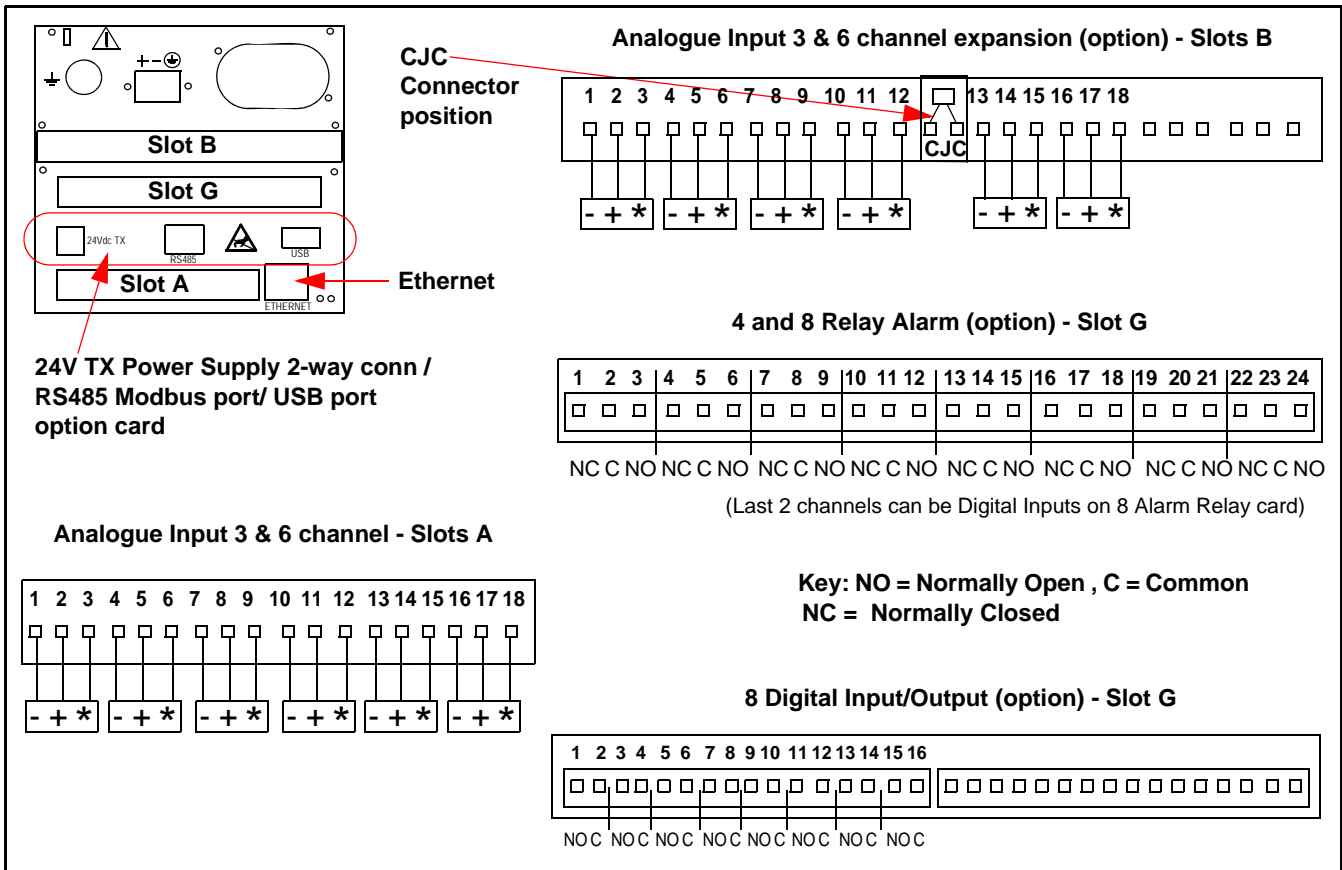 + - ⏚
Slot B
Slot G
24Vdc TX
RS485
USB
Slot A
ETHERNET
CJC
Connector
position
Ethernet
24V TX Power Supply 2-way conn /
RS485 Modbus port/ USB port
option card
Analogue Input 3 & 6 channel expansion (option) - Slots B
1 2 3 4 5 6 7 8 9 10 11 12 13 14 15 16 17 18
CJC
- + * - + * - + * - + * - + * - + *
4 and 8 Relay Alarm (option) - Slot G
1 2 3 4 5 6 7 8 9 10 11 12 13 14 15 16 17 18 19 20 21 22 23 24
NC C NO NC C NO NC C NO NC C NO NC C NO NC C NO NC C NO NC C NO
(Last 2 channels can be Digital Inputs on 8 Alarm Relay card)
Analogue Input 3 & 6 channel - Slots A
1 2 3 4 5 6 7 8 9 10 11 12 13 14 15 16 17 18
- + * - + * - + * - + * - + * - + *
Key: NO = Normally Open , C = Common
NC = Normally Closed
8 Digital Input/Output (option) - Slot G
1 2 3 4 5 6 7 8 9 10 11 12 13 14 15 16
NO C NO C NO C NO C NO C NO C NO C NO C